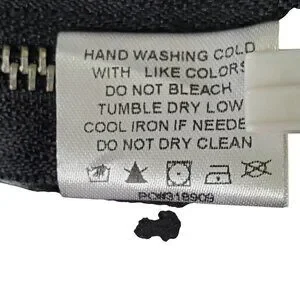 HAND WASHING COLD
WITH LIKE COLORS
DO NOT BLEACH
TUMBLE DRY LOW
COOL IRON IF NEEDE
DO NOT DRY CLEAN